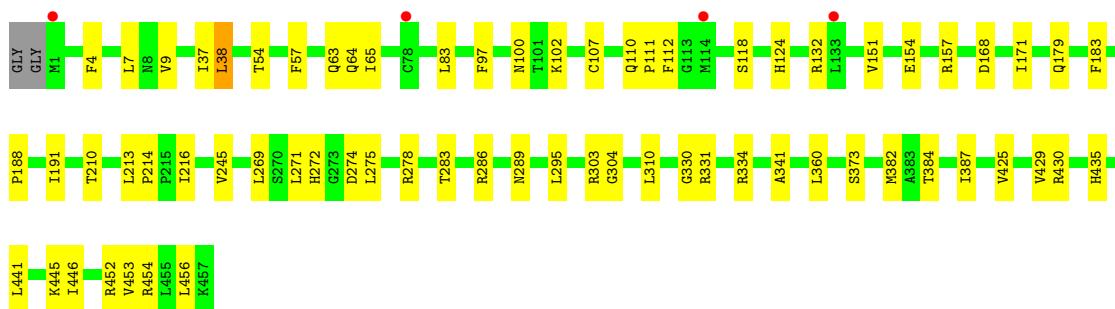 GLY GLY M1 F4 L7 N8 V9 I37 L38 T54 F57 Q63 Q64 I65 C78 L83 F97 N100 T101 K102 C107 Q110 P111 F112 G113 M114 S118 H124 R132 L133 V151 E154 R157 D168 I171 Q179 F183
P188 I191 T210 L213 P214 P215 I216 V245 L269 S270 L271 H272 G273 D274 L275 R278 T283 R286 N289 L295 R303 G304 L310 G330 R331 R334 A341 L360 S373 M382 A383 T384 I387 V425 V429 R430 H435
L441 K445 I446 R452 V453 R454 L455 L456 K457